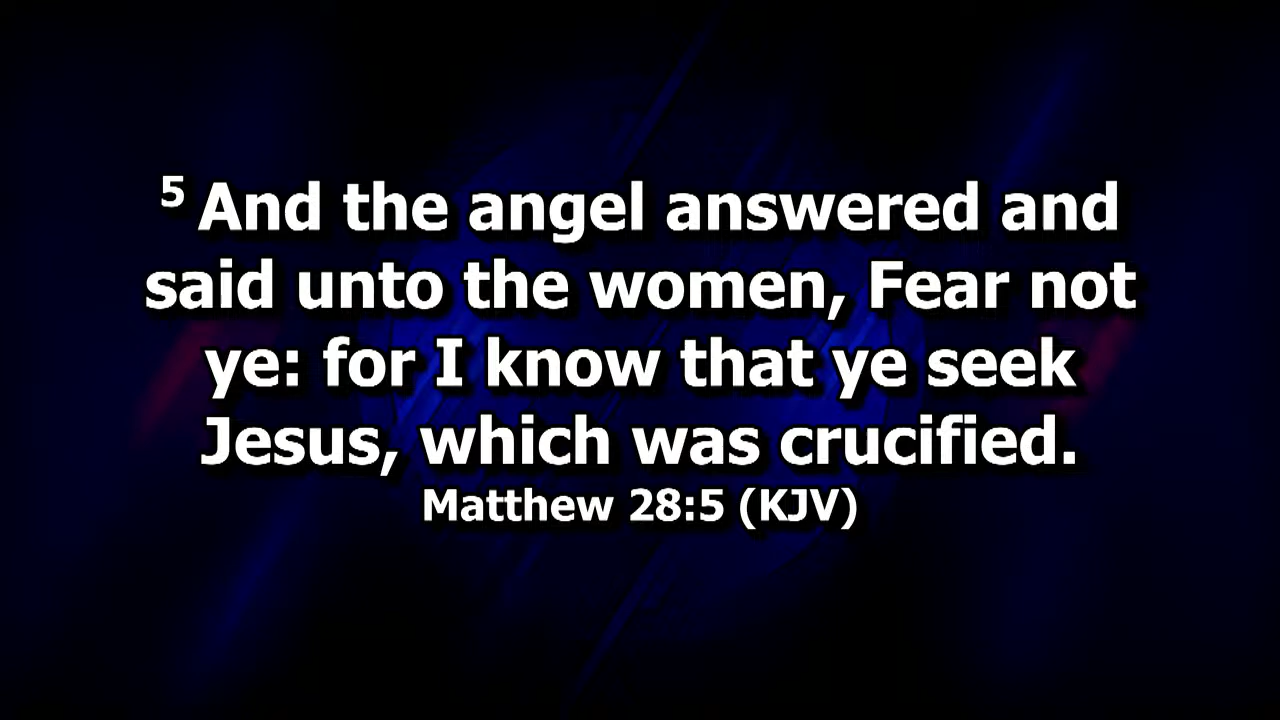 5 And the angel answered and
said unto the women, Fear not
ye: for I know that ye seek
Jesus, which was crucified.
Matthew 28:5 (KJV)